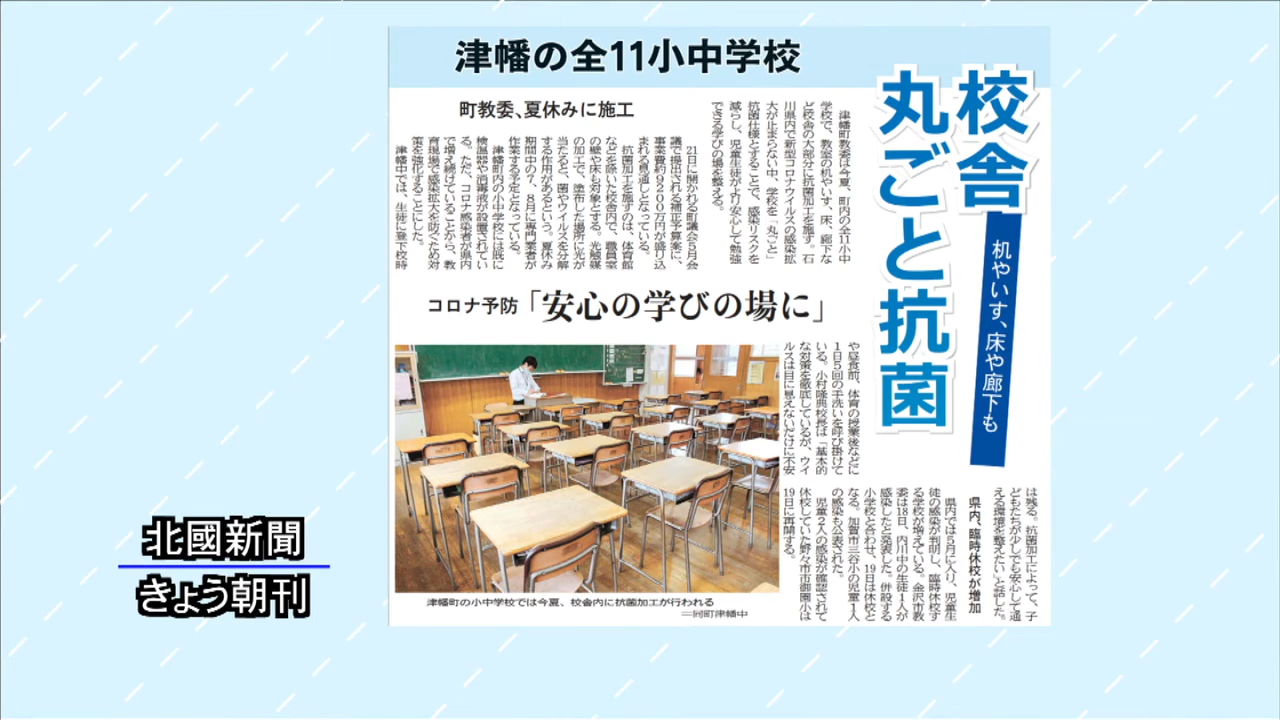 津幡の全11小中学校
校舎
丸ごと抗菌
机やいす、床や廊下も
町教委、夏休みに施工
津幡町教委は今夏、町内の全11小中
学校で、教室の机やいす、床、廊下な
ど校舎の大部分に抗菌加工を施す。石
川県内で新型コロナウイルスの感染拡
大が止まらない中、学校を「丸ごと」
抗菌仕様とすることで、感染リスクを
減らし、児童生徒がより安心して勉強
できる学びの場を整える。
21日に開かれる町議会5月会
議で提出される補正予算案に、
事業費約9200万円が盛り込
まれる見通しとなっている。
抗菌加工を施すのは、体育館
などを除いた校舎内で、職員室
の壁や床も対象とする。光触媒
の加工で、塗布した場所に光が
当たると、菌やウイルスを分解
する作用があるという。夏休み
期間中の7、8月に専門業者が
作業する予定となっている。
津幡町内の小中学校には既に
検温器や消毒液が設置されてい
る。ただ、コロナ感染者が県内
で増え続けていることから、教
育現場で感染拡大を防ぐため対
策を強化することにした。
津幡中では、生徒に登下校時
コロナ予防「安心の学びの場に」
や昼食前、体育の授業後などに
1日5回の手洗いを呼び掛けて
いる。小村隆典校長は「基本的
な対策を徹底しているが、ウイ
ルスは目に見えないだけに不安
は残る。抗菌加工によって、子
どもたちが少しでも安心して通
える環境を整えたい」と話した。
県内、臨時休校が増加
県内では5月に入り、児童生
徒の感染が判明し、臨時休校す
る学校が増えている。金沢市教
委は18日、内川中の生徒1人が
感染したと発表した。併設する
小学校と合わせ、19日は休校と
なる。加賀市三谷小の児童1人
の感染も公表された。
児童2人の感染が確認されて
休校していた野々市市御園小は
19日に再開する。
津幡町の小中学校では今夏、校舎内に抗菌加工が行われる
＝同町津幡中
北國新聞
きょう朝刊